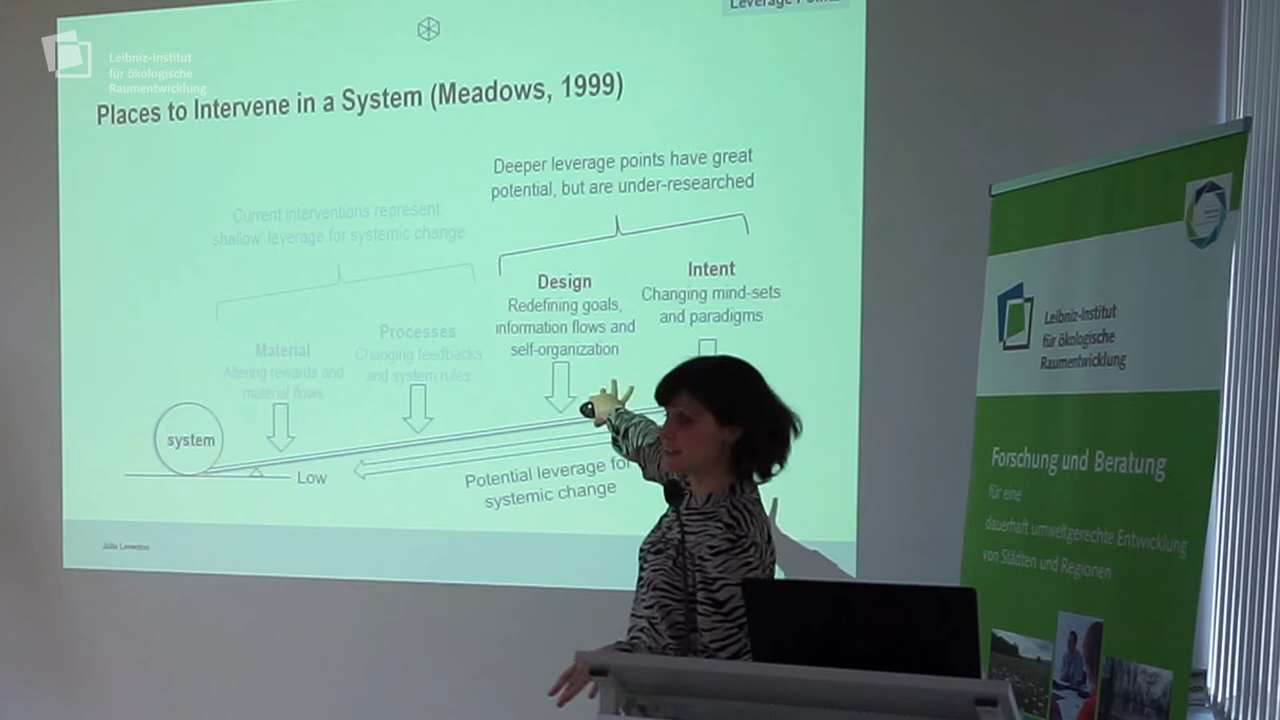 Leverage Points
Leibniz-Institut
für ökologische
Raumentwicklung
Places to Intervene in a System (Meadows, 1999)
Deeper leverage points have great
potential, but are under-researched
Current interventions represent
shallow' leverage for systemic change
Design
Redefining goals,
information flows and
self-organization
Intent
Changing mind-sets
and paradigms
Processes
Changing feedbacks
and system rules
Material
Altering rewards and
material flows
system
Low
Potential leverage for
systemic change
Julia Leventon
Leibniz-Institut
für ökologische
Raumentwicklung
Forschung und Beratung
für eine
dauerhaft umweltgerechte Entwicklung
von Städten und Regionen